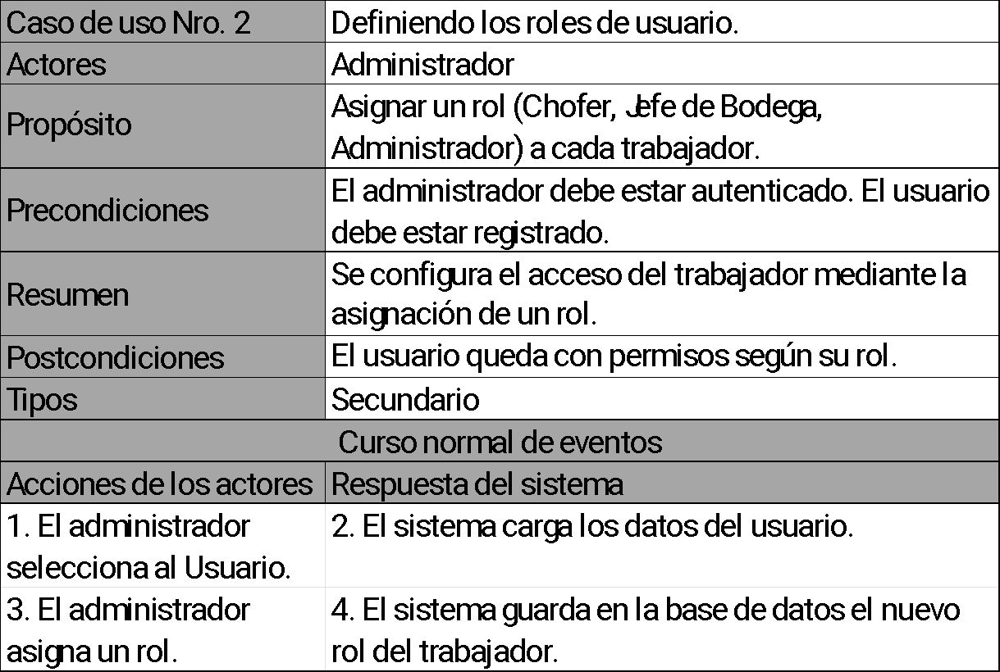 Caso de uso Nro. 2
Definiendo los roles de usuario.
Actores
Administrador
Propósito
Asignar un rol (Chofer, Jefe de Bodega,
Administrador) a cada trabajador.
Precondiciones
El administrador debe estar autenticado. El usuario
debe estar registrado.
Resumen
Se configura el acceso del trabajador mediante la
asignación de un rol.
Postcondiciones
El usuario queda con permisos según su rol.
Tipos
Secundario
Curso normal de eventos
Acciones de los actores
Respuesta del sistema
1. El administrador
selecciona al Usuario.
2. El sistema carga los datos del usuario.
3. El administrador
asigna un rol.
4. El sistema guarda en la base de datos el nuevo
rol del trabajador.